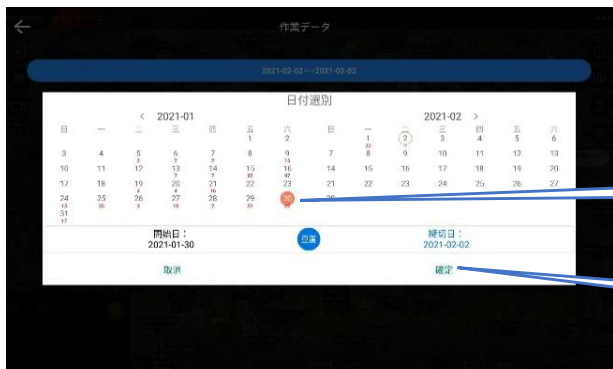 作業データ
2021-02-02---2021-02-02
日付選別
< 2021-01
2021-02 >
日 一 二 三 四 五 六
日 一 二 三 四 五 六
1 2
1 2 3 4 5 6
3 4 5 6 7 8 9
7 8 9 10 11 12 13
10 11 12 13 14 15 16
14 15 16 17 18 19 20
17 18 19 20 21 22 23
21 22 23 24 25 26 27
24 25 26 27 28 29 30
28
31
17
開始日：
締切日：
2021-01-30
2021-02-02
取消
確定